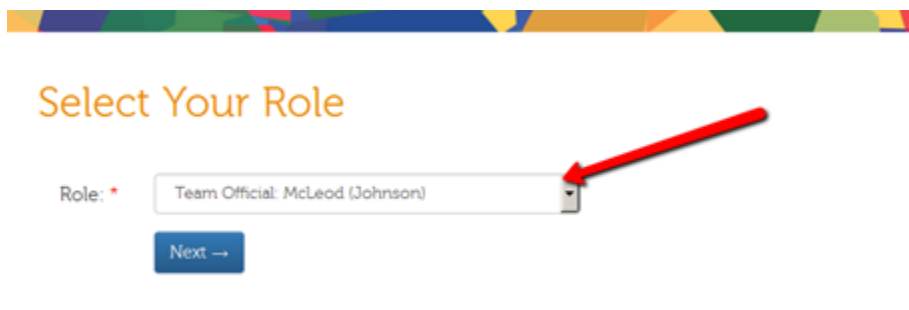 Select Your Role
Role: *
Team Official: McLeod (Johnson)
Next →